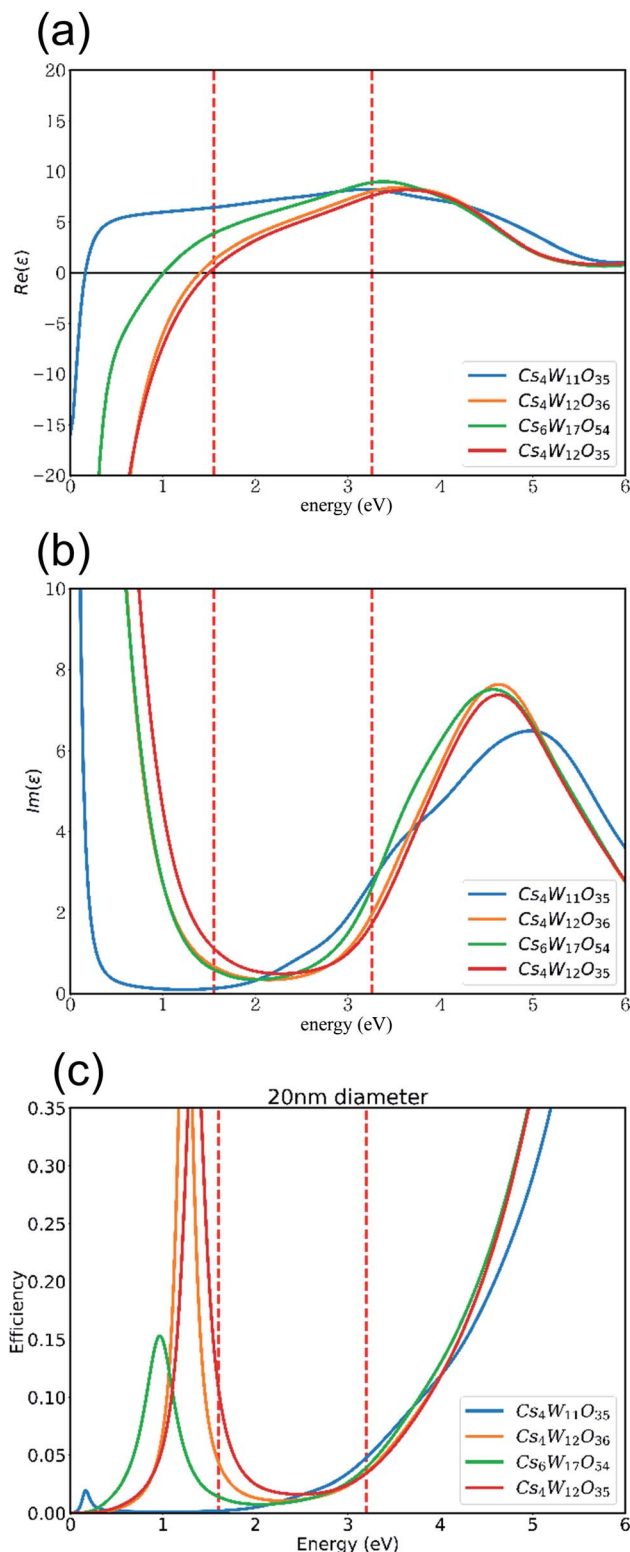 (a)
20
15
10
5
0
−5
−10
−15
−20
Re(ε)
Cs₄W₁₁O₃₅
Cs₄W₁₂O₃₆
Cs₆W₁₇O₅₄
Cs₄W₁₂O₃₅
0 1 2 3 4 5 6
energy (eV)
(b)
10
8
6
4
2
0
Im(ε)
Cs₄W₁₁O₃₅
Cs₄W₁₂O₃₆
Cs₆W₁₇O₅₄
Cs₄W₁₂O₃₅
0 1 2 3 4 5 6
energy (eV)
(c)
20nm diameter
0.35
0.30
0.25
0.20
0.15
0.10
0.05
0.00
Efficiency
Cs₄W₁₁O₃₅
Cs₄W₁₂O₃₆
Cs₆W₁₇O₅₄
Cs₄W₁₂O₃₅
0 1 2 3 4 5 6
Energy (eV)